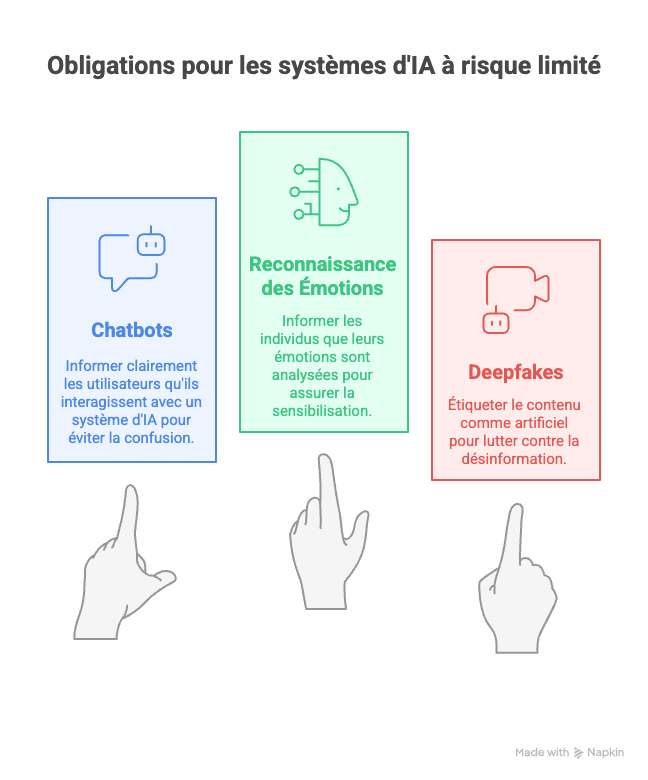 Obligations pour les systèmes d'IA à risque limité
Chatbots
Informer clairement
les utilisateurs qu'ils
interagissent avec un
système d'IA pour
éviter la confusion.
Reconnaissance
des Émotions
Informer les
individus que leurs
émotions sont
analysées pour
assurer la
sensibilisation.
Deepfakes
Étiqueter le contenu
comme artificiel
pour lutter contre la
désinformation.
Made with Napkin